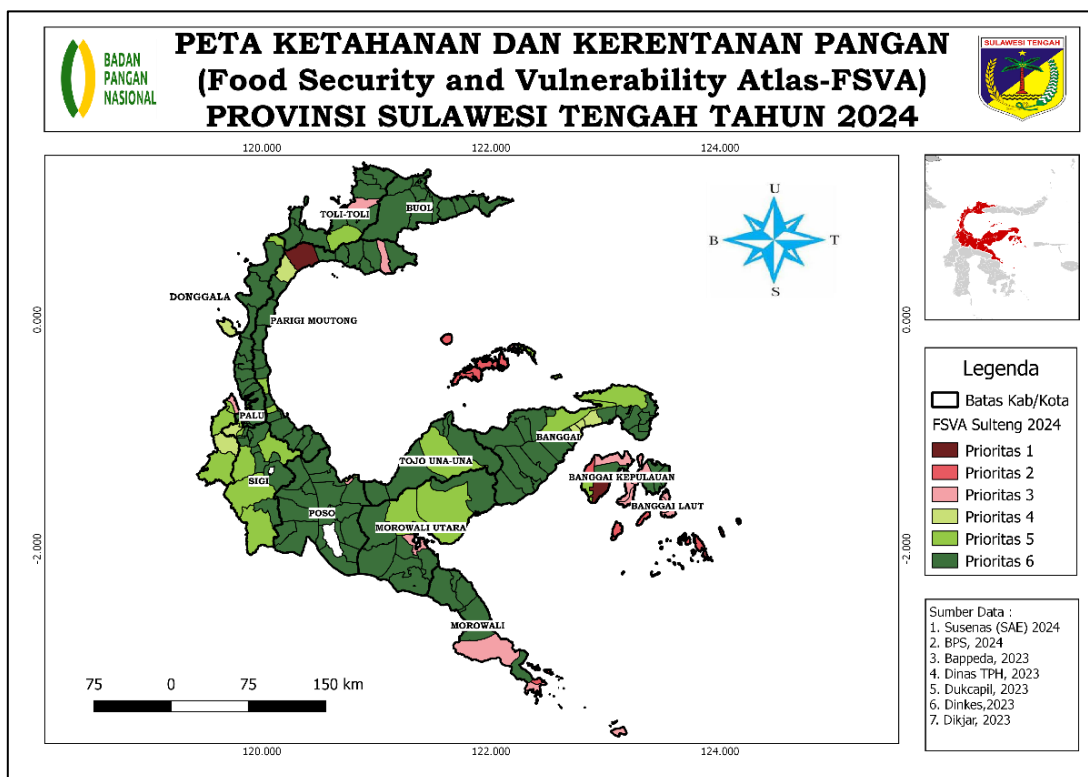 BADAN
PANGAN
NASIONAL
PETA KETAHANAN DAN KERENTANAN PANGAN
(Food Security and Vulnerability Atlas-FSVA)
PROVINSI SULAWESI TENGAH TAHUN 2024
SULAWESI TENGAH
120.000
122.000
124.000
U
B
T
S
TOLI-TOLI
BUOL
DONGGALA
PARIGI MOUTONG
0.000
0.000
PALU
BANGGAI
TOJO UNA-UNA
SIGI
BANGGAI KEPULAUAN
BANGGAI LAUT
POSO
MOROWALI UTARA
-2.000
-2.000
MOROWALI
75
0
75
150 km
120.000
122.000
124.000
Legenda
Batas Kab/Kota
FSVA Sulteng 2024
Prioritas 1
Prioritas 2
Prioritas 3
Prioritas 4
Prioritas 5
Prioritas 6
Sumber Data :
1. Susenas (SAE) 2024
2. BPS, 2024
3. Bappeda, 2023
4. Dinas TPH, 2023
5. Dukcapil, 2023
6. Dinkes,2023
7. Dikjar, 2023